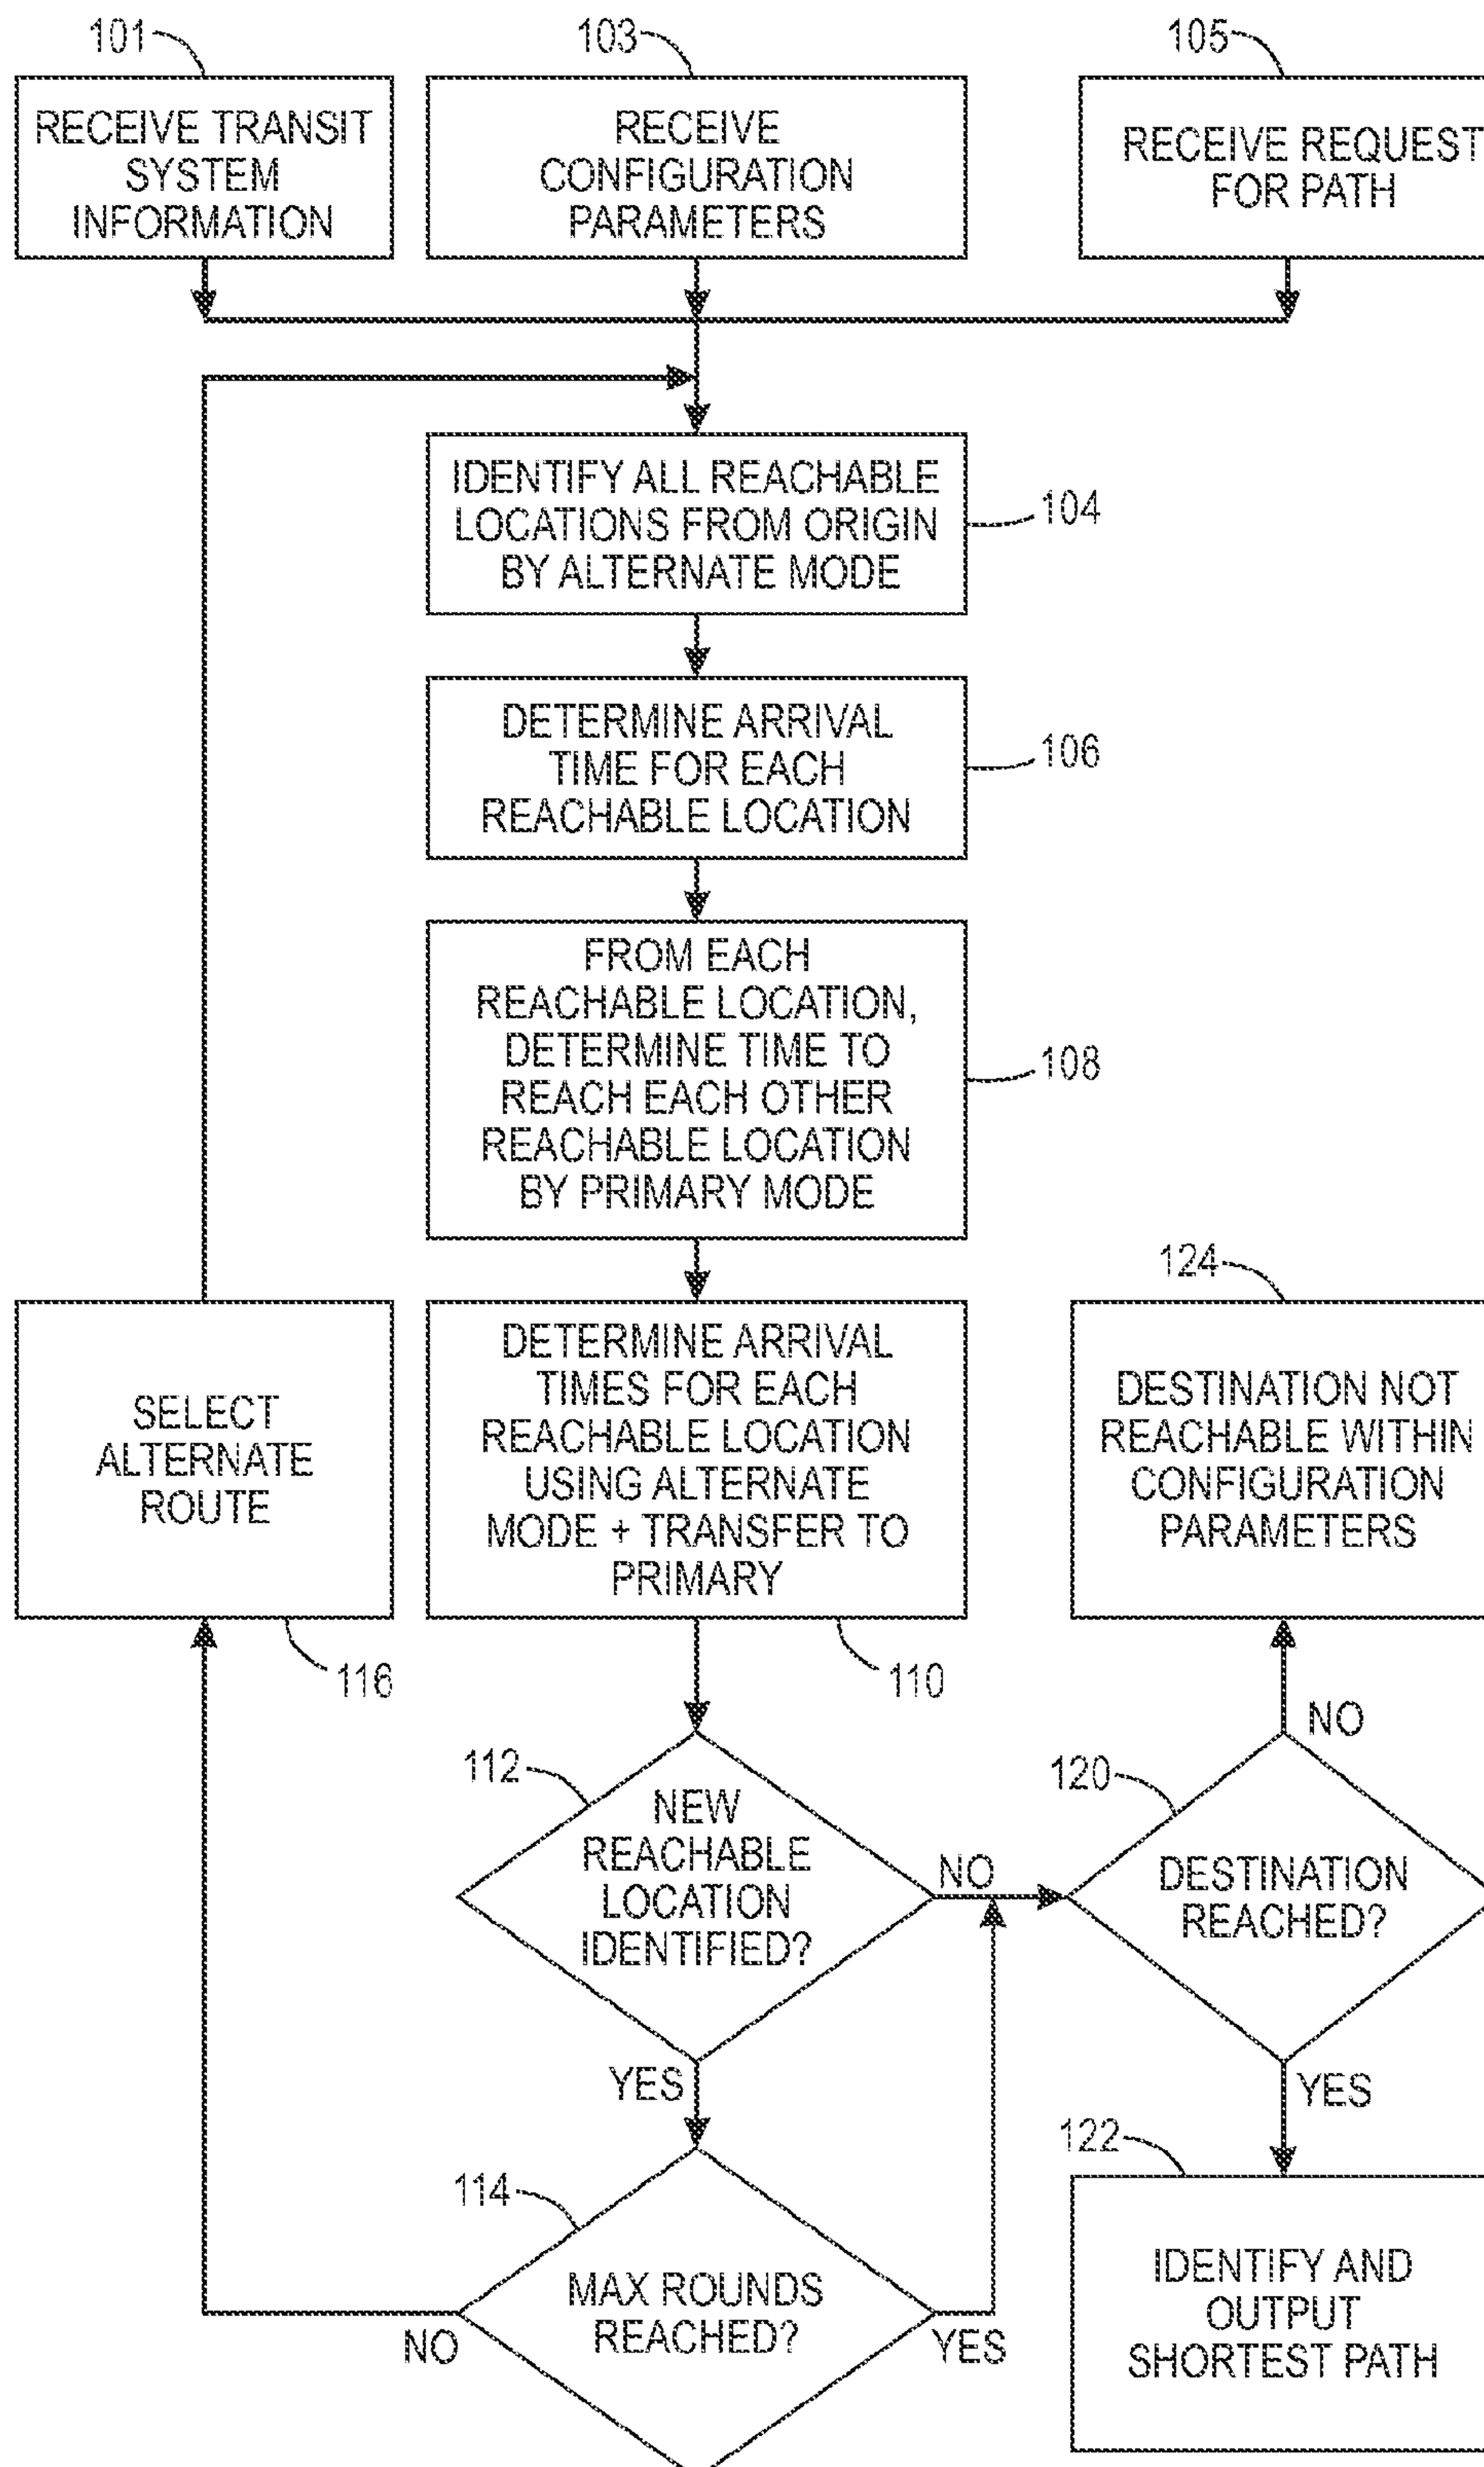 101
103
105
RECEIVE TRANSIT
SYSTEM
INFORMATION
RECEIVE
CONFIGURATION
PARAMETERS
RECEIVE REQUEST
FOR PATH
IDENTIFY ALL REACHABLE
LOCATIONS FROM ORIGIN
BY ALTERNATE MODE
104
DETERMINE ARRIVAL
TIME FOR EACH
REACHABLE LOCATION
106
FROM EACH
REACHABLE LOCATION,
DETERMINE TIME TO
REACH EACH OTHER
REACHABLE LOCATION
BY PRIMARY MODE
108
SELECT
ALTERNATE
ROUTE
116
DETERMINE ARRIVAL
TIMES FOR EACH
REACHABLE LOCATION
USING ALTERNATE
MODE + TRANSFER TO
PRIMARY
110
124
DESTINATION NOT
REACHABLE WITHIN
CONFIGURATION
PARAMETERS
112
NEW
REACHABLE
LOCATION
IDENTIFIED?
NO
YES
120
DESTINATION
REACHED?
NO
YES
114
MAX ROUNDS
REACHED?
NO
YES
122
IDENTIFY AND
OUTPUT
SHORTEST PATH